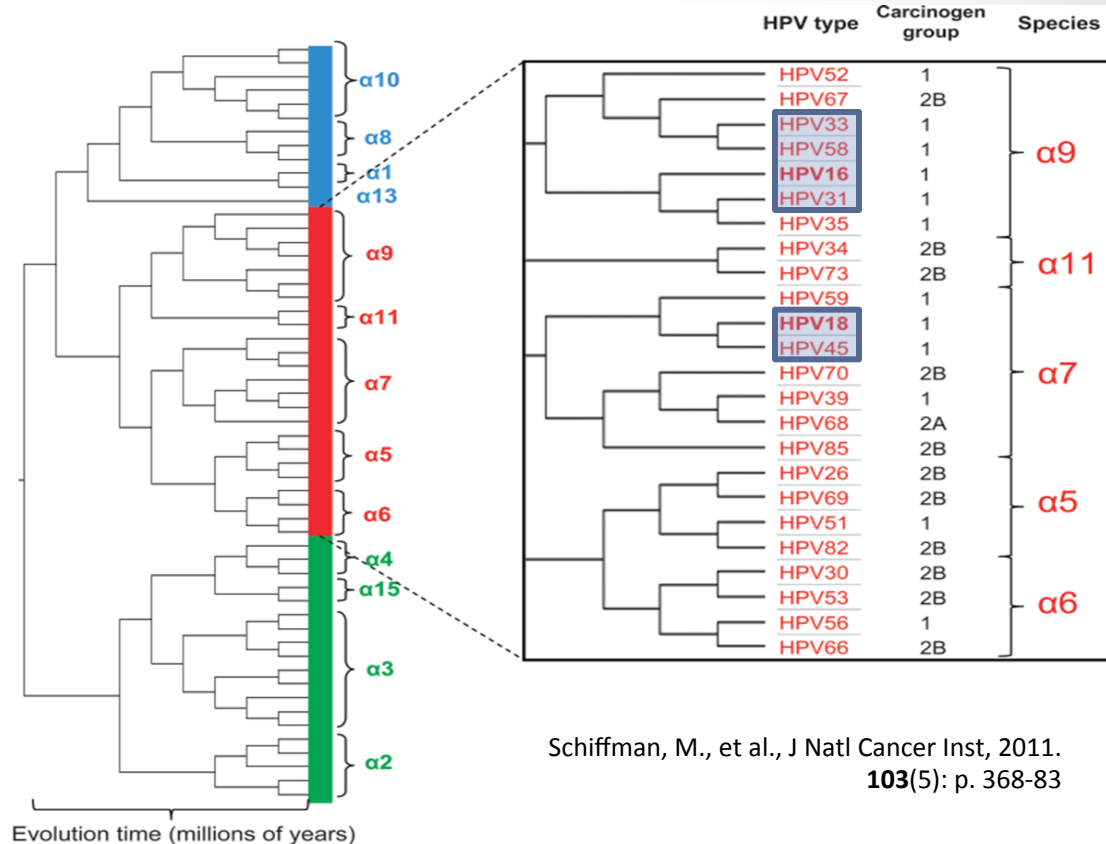 α10
α8
α1
α13
α9
α11
α7
α5
α6
α4
α15
α3
α2
Evolution time (millions of years)
HPV type Carcinogen group Species
HPV52 1
HPV67 2B
HPV33 1
HPV58 1
HPV16 1
HPV31 1
HPV35 1
α9
HPV34 2B
HPV73 2B
α11
HPV59 1
HPV18 1
HPV45 1
HPV70 2B
HPV39 1
HPV68 2A
HPV85 2B
α7
HPV26 2B
HPV69 2B
HPV51 1
HPV82 2B
α5
HPV30 2B
HPV53 2B
HPV56 1
HPV66 2B
α6
Schiffman, M., et al., J Natl Cancer Inst, 2011.
103(5): p. 368-83